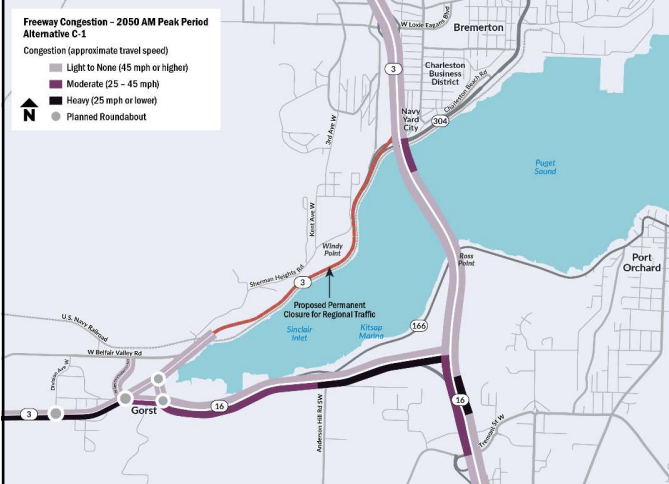 Freeway Congestion – 2050 AM Peak Period
Alternative C-1
Congestion (approximate travel speed)
Light to None (45 mph or higher)
Moderate (25 – 45 mph)
Heavy (25 mph or lower)
Planned Roundabout
N
W Loxie Eagans Blvd
Bremerton
3
Charleston
Business
District
Charleston Beach Rd
Navy
Yard
City
304
3rd Ave W
Puget
Sound
Kent Ave W
Windy
Point
Ross
Point
Port
Orchard
Sherman Heights Rd
3
Proposed Permanent
Closure for Regional Traffic
Sinclair
Inlet
Kitsap
Marina
166
U.S. Navy Railroad
W Belfair Valley Rd
Division Ave W
3
Gorst
16
Anderson Hill Rd SW
16
Tremont St W